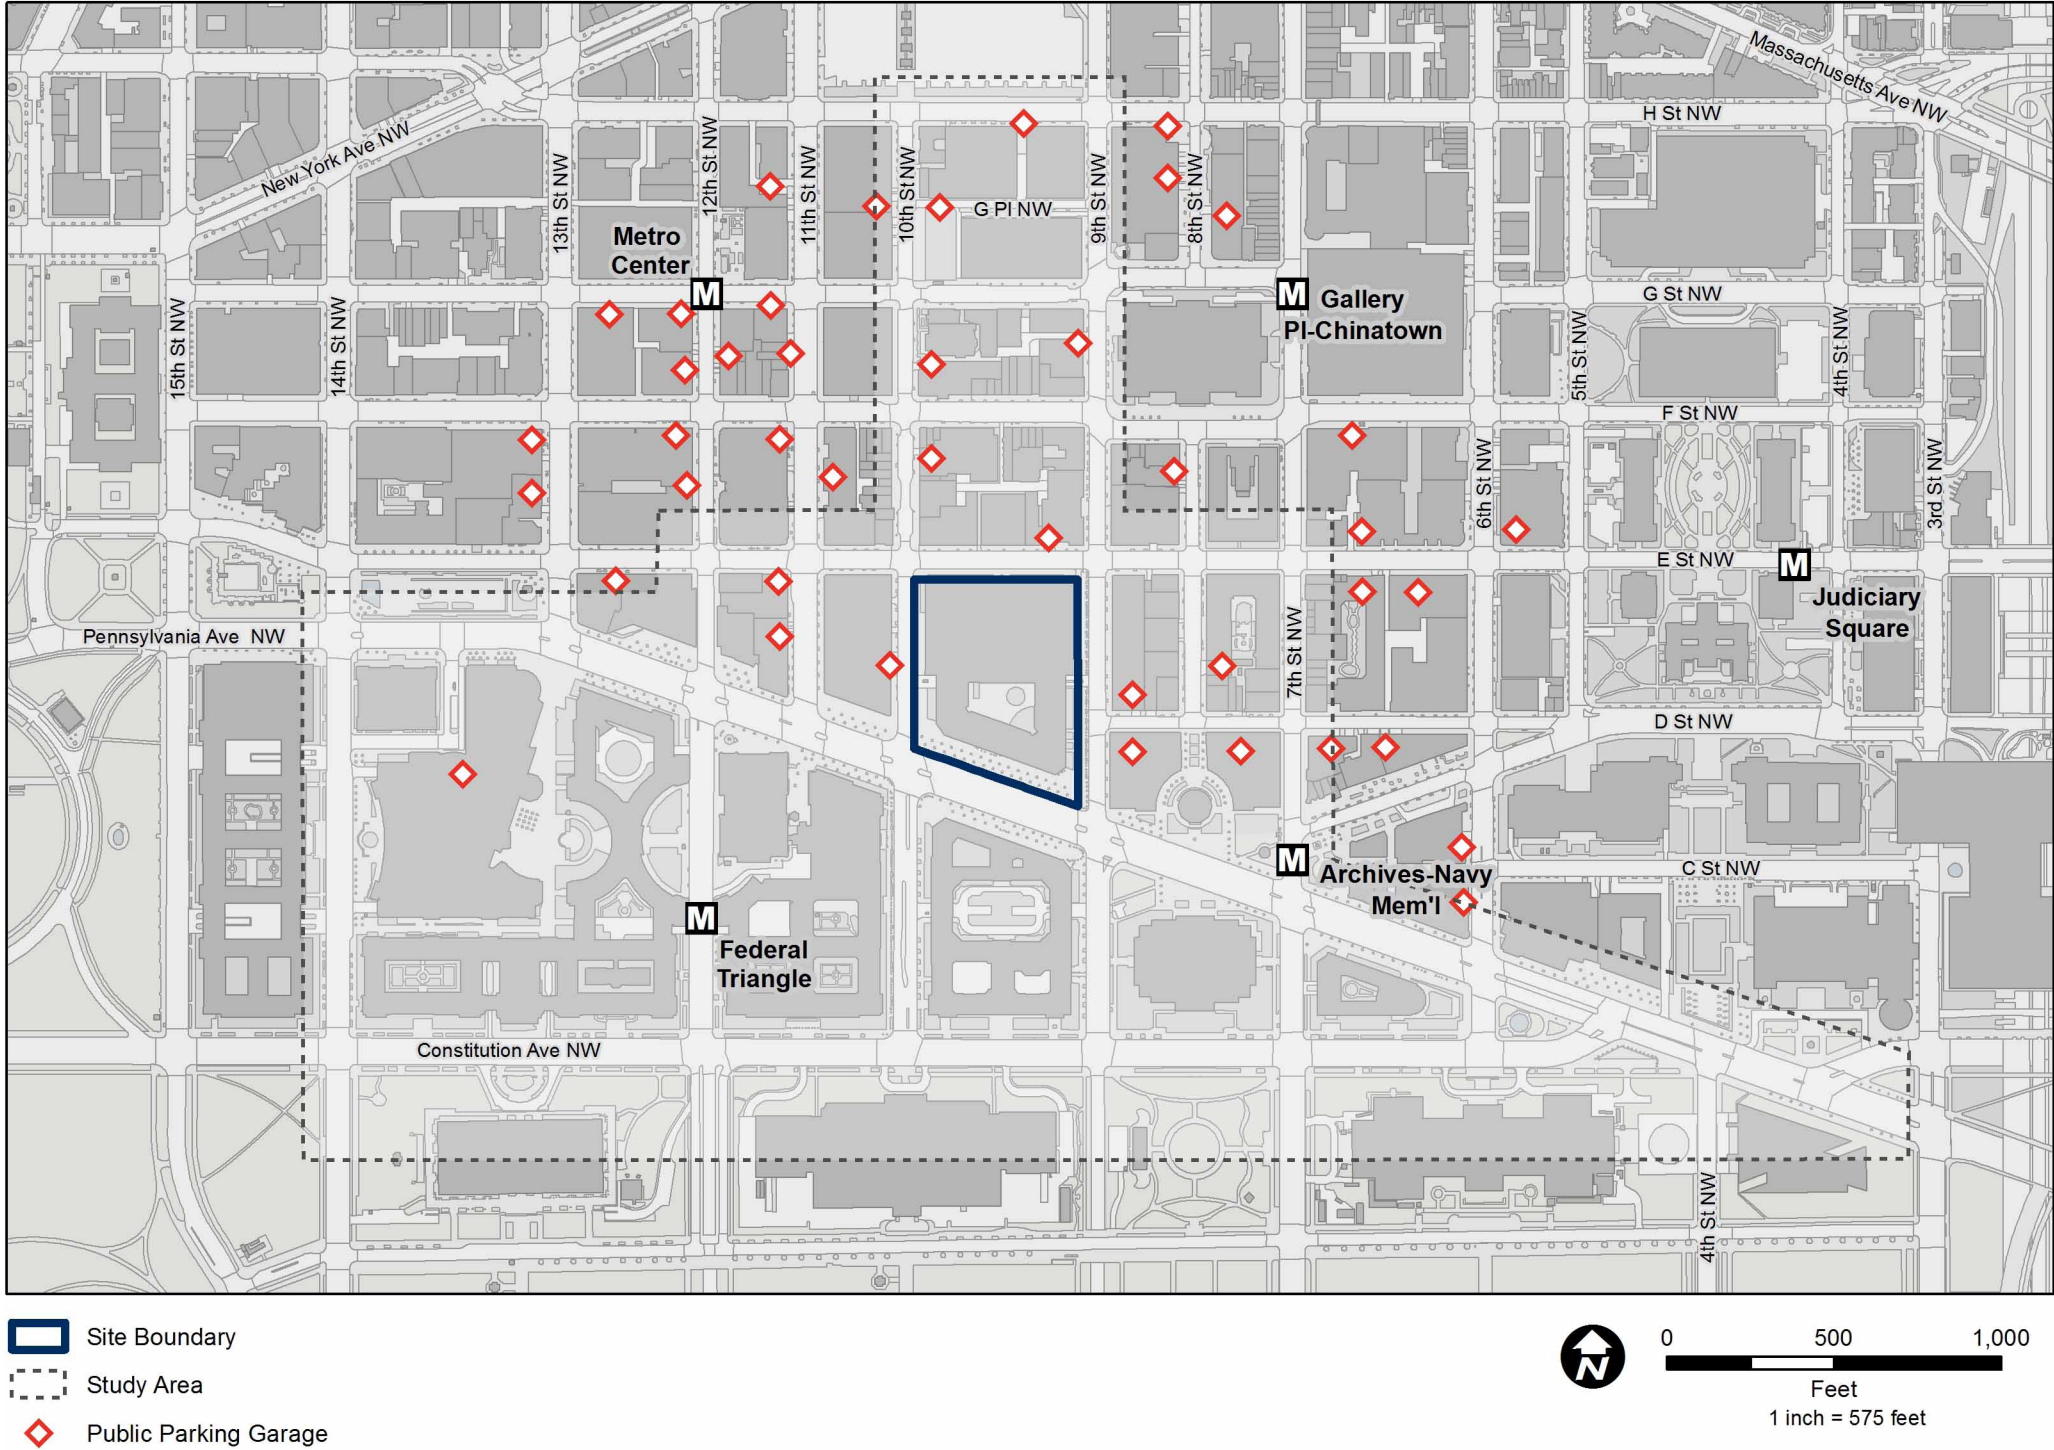 Massachusetts Ave NW
H St NW
New York Ave NW
13th St NW
12th St NW
11th St NW
10th St NW
9th St NW
8th St NW
G Pl NW
Metro
Center
M
M
Gallery
Pl-Chinatown
G St NW
15th St NW
14th St NW
5th St NW
4th St NW
F St NW
6th St NW
3rd St NW
E St NW
M
Judiciary
Square
Pennsylvania Ave NW
7th St NW
D St NW
M
Archives-Navy
Mem'l
C St NW
M
Federal
Triangle
Constitution Ave NW
4th St NW
Site Boundary
Study Area
Public Parking Garage
N
0 500 1,000
Feet
1 inch = 575 feet